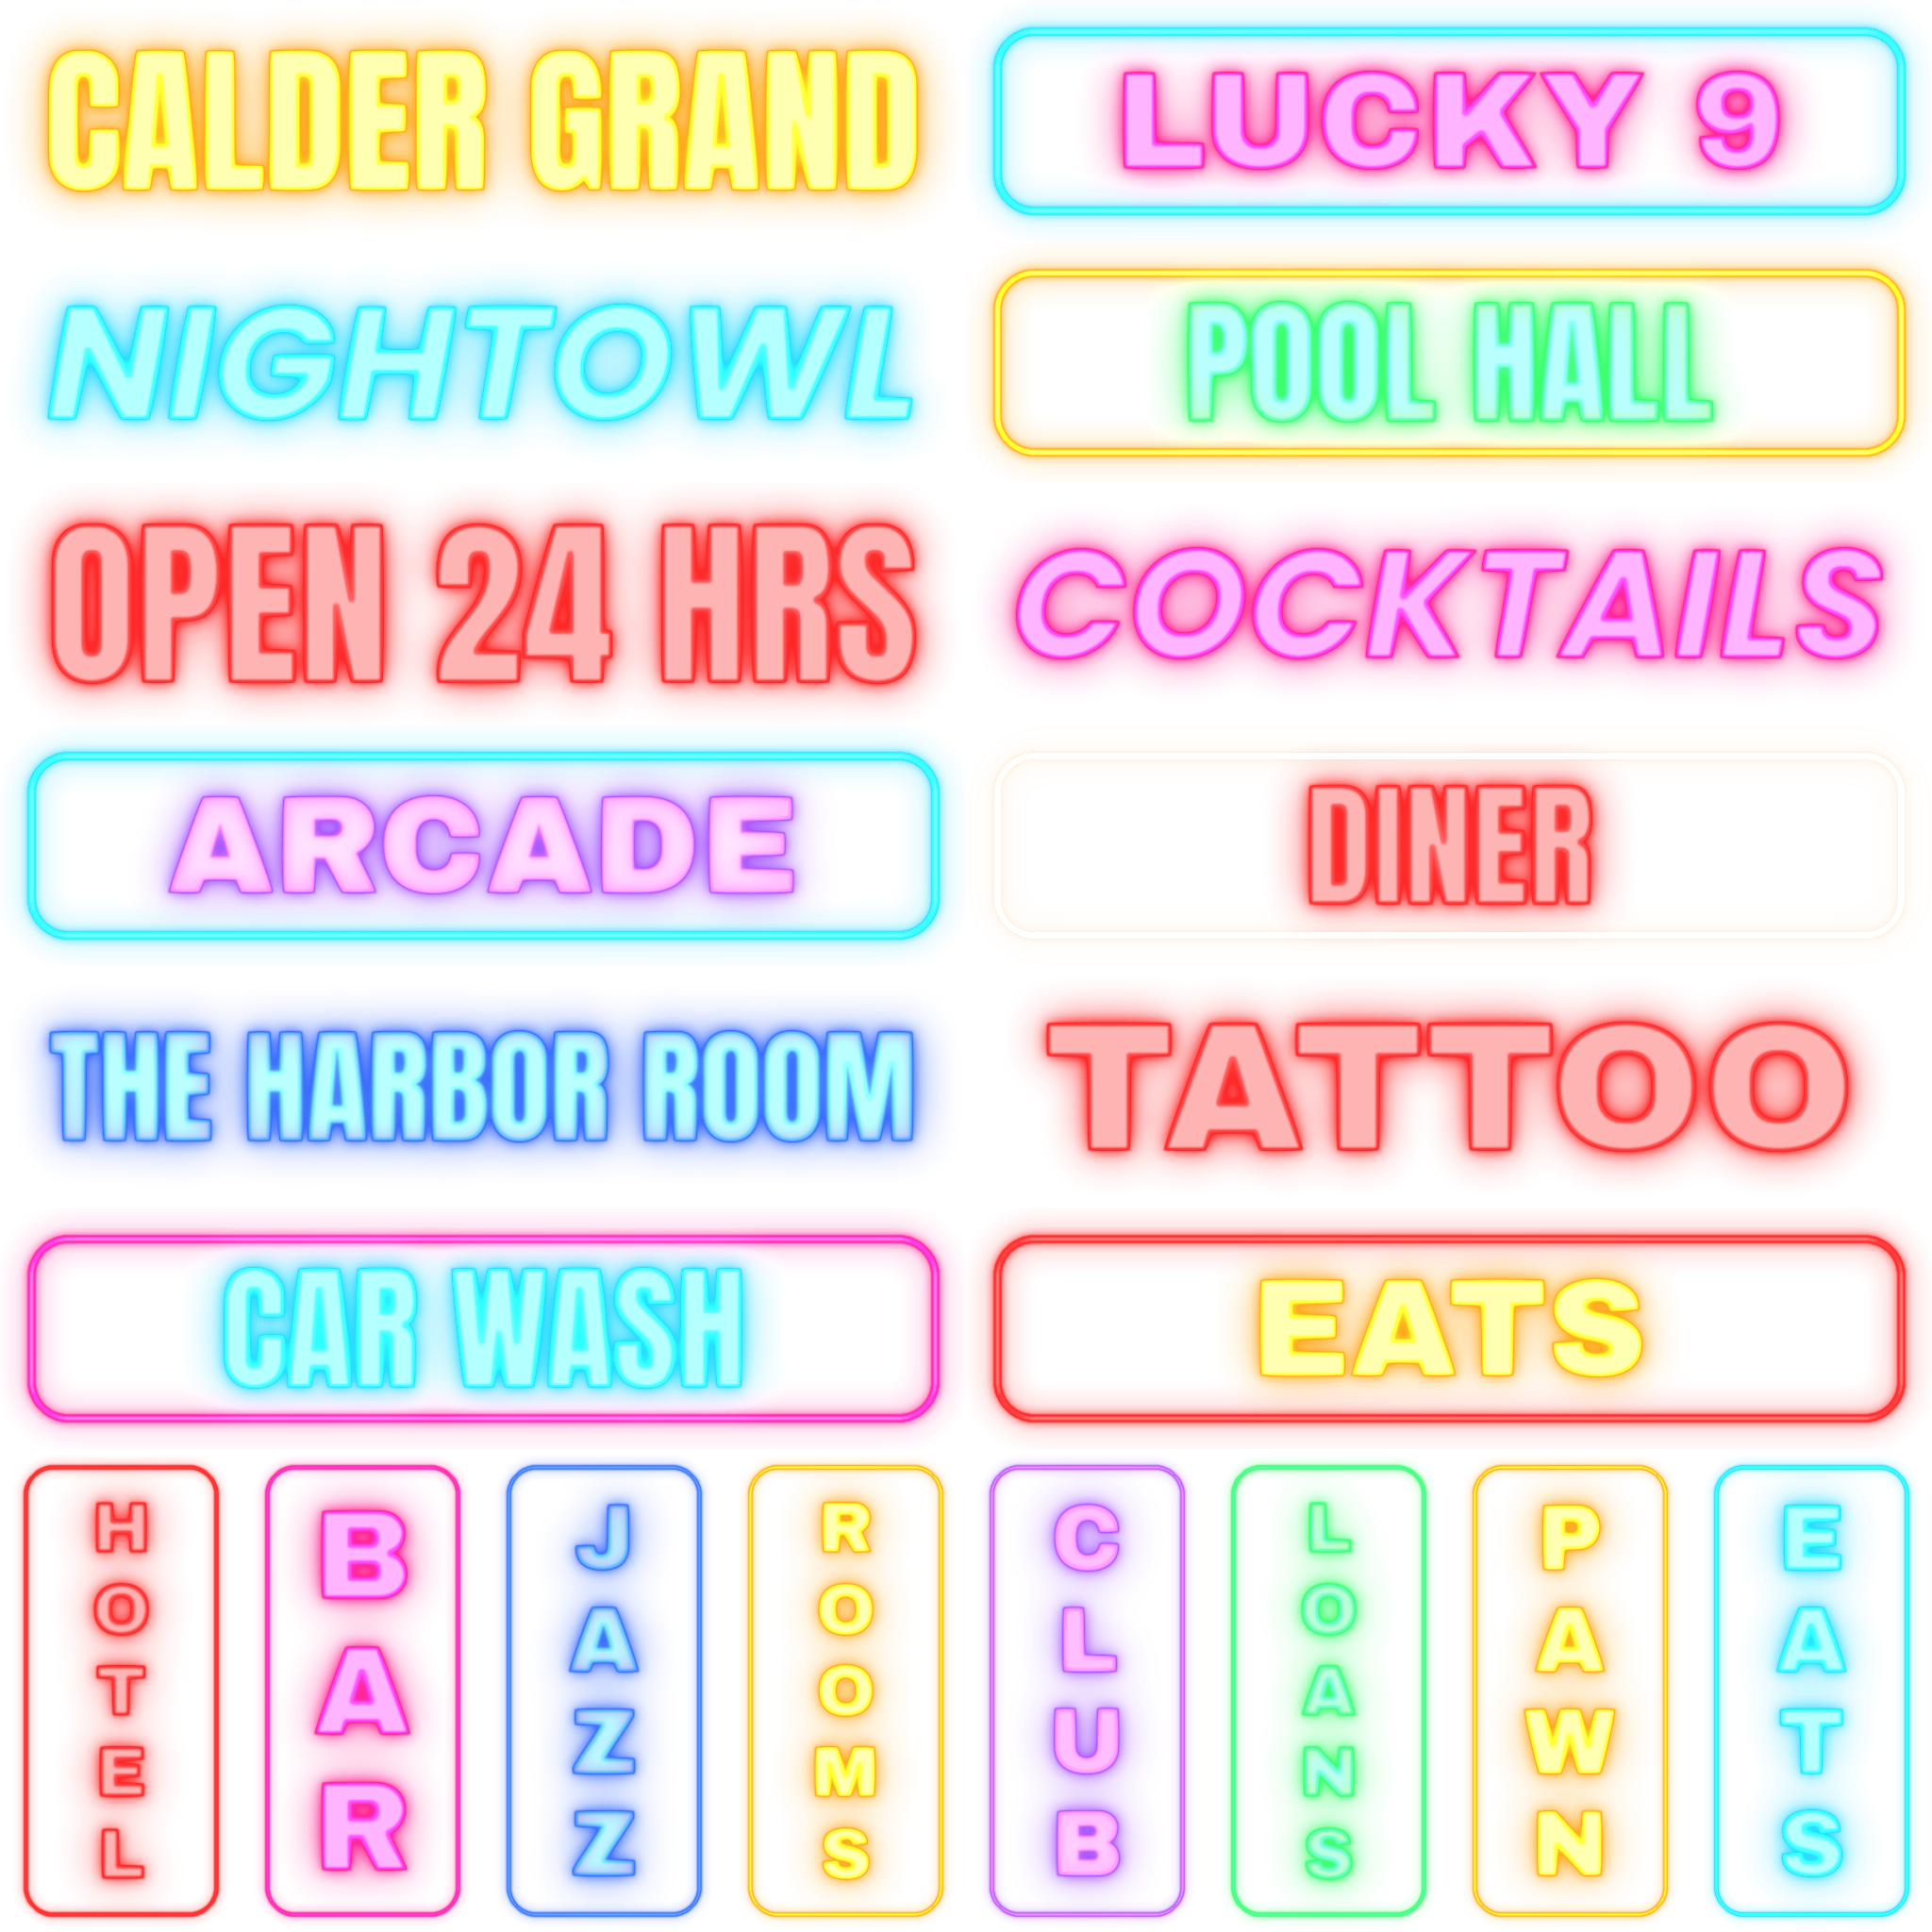 CALDER GRAND
LUCKY 9
NIGHTOWL
POOL HALL
OPEN 24 HRS
COCKTAILS
ARCADE
DINER
THE HARBOR ROOM
TATTOO
CAR WASH
EATS
HOTEL
BAR
JAZZ
ROOMS
CLUB
LOANS
PAWN
EATS